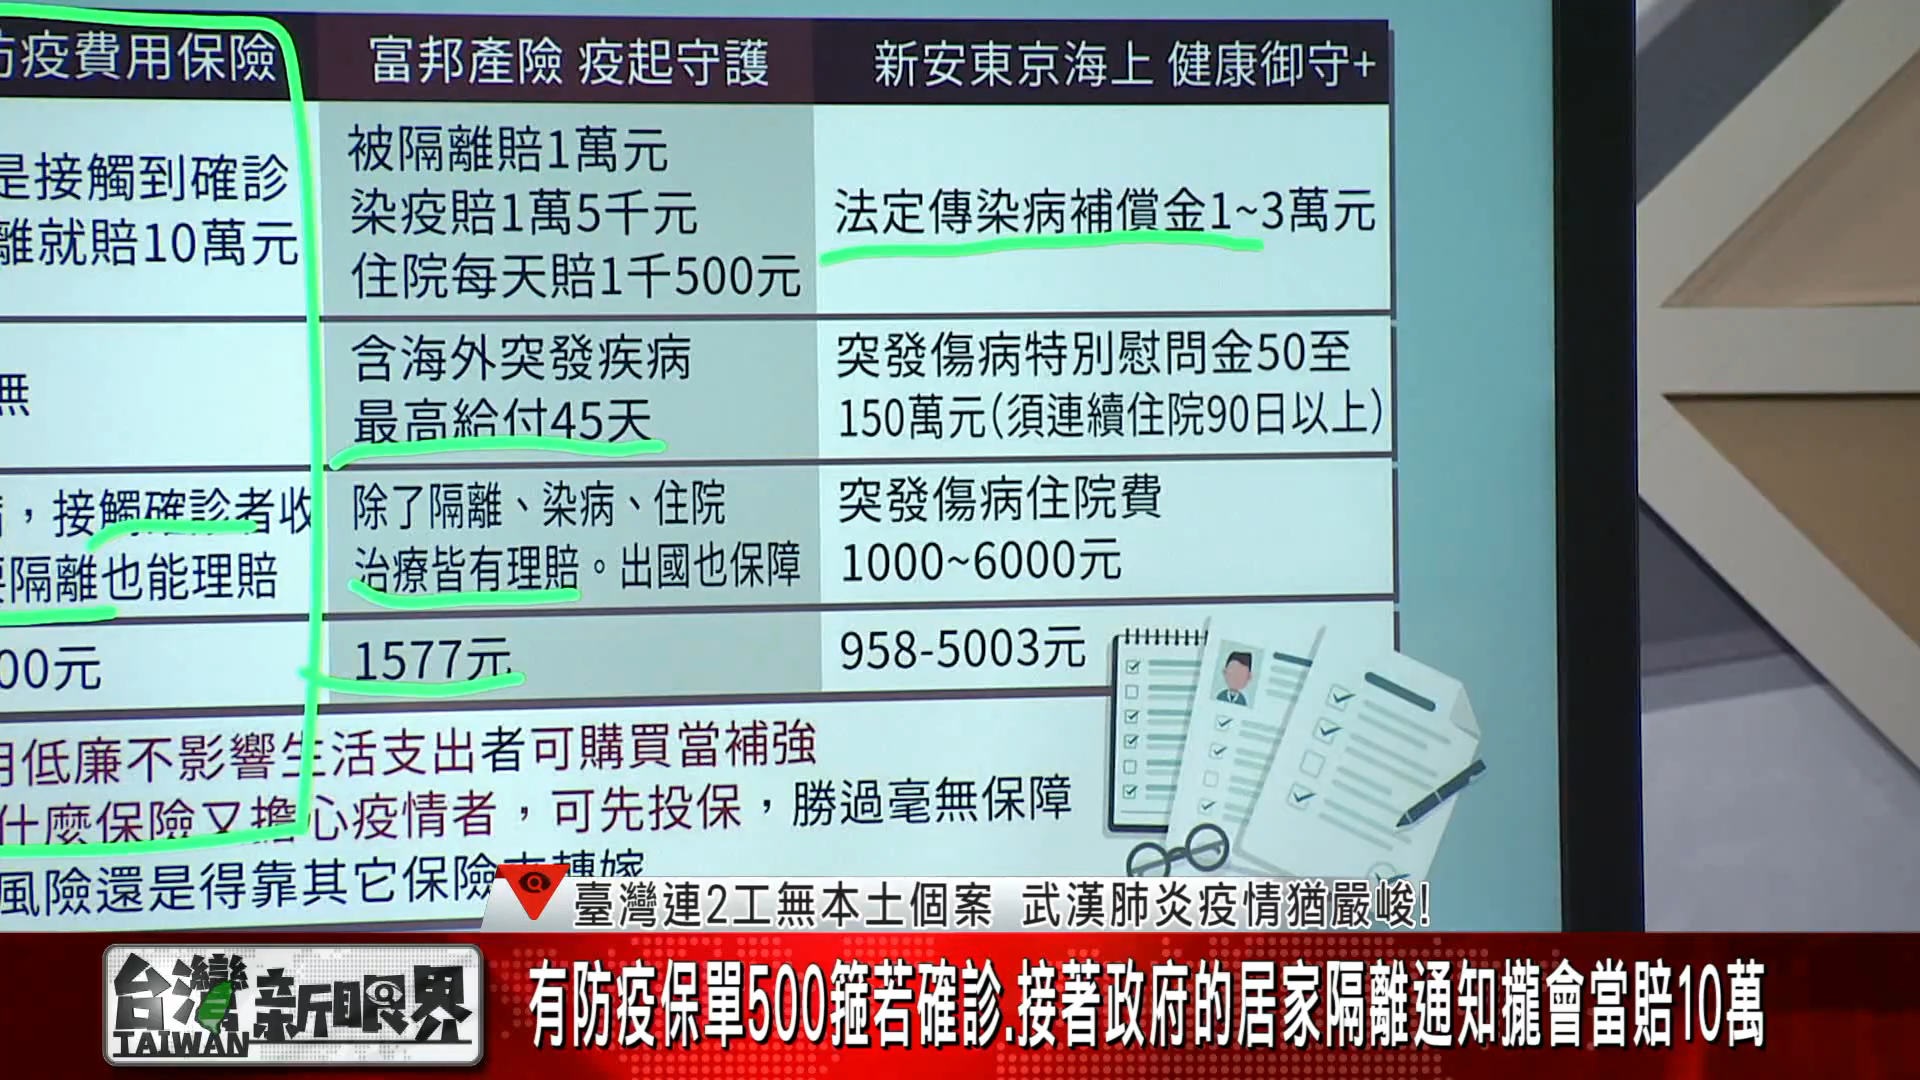 防疫費用保險
富邦產險 疫起守護
新安東京海上 健康御守+
是接觸到確診
離就賠10萬元
被隔離賠1萬元
染疫賠1萬5千元
住院每天賠1千500元
法定傳染病補償金1~3萬元
無
含海外突發疾病
最高給付45天
突發傷病特別慰問金50至
150萬元(須連續住院90日以上)
，接觸確診者收
要隔離也能理賠
除了隔離、染病、住院
治療皆有理賠。出國也保障
突發傷病住院費
1000~6000元
00元
1577元
958-5003元
用低廉不影響生活支出者可購買當補強
什麼保險又擔心疫情者，可先投保，勝過毫無保障
風險還是得靠其它保險來轉嫁
臺灣連2工無本土個案 武漢肺炎疫情猶嚴峻!
台灣新眼界
TAIWAN
有防疫保單500箍若確診.接著政府的居家隔離通知攏會當賠10萬